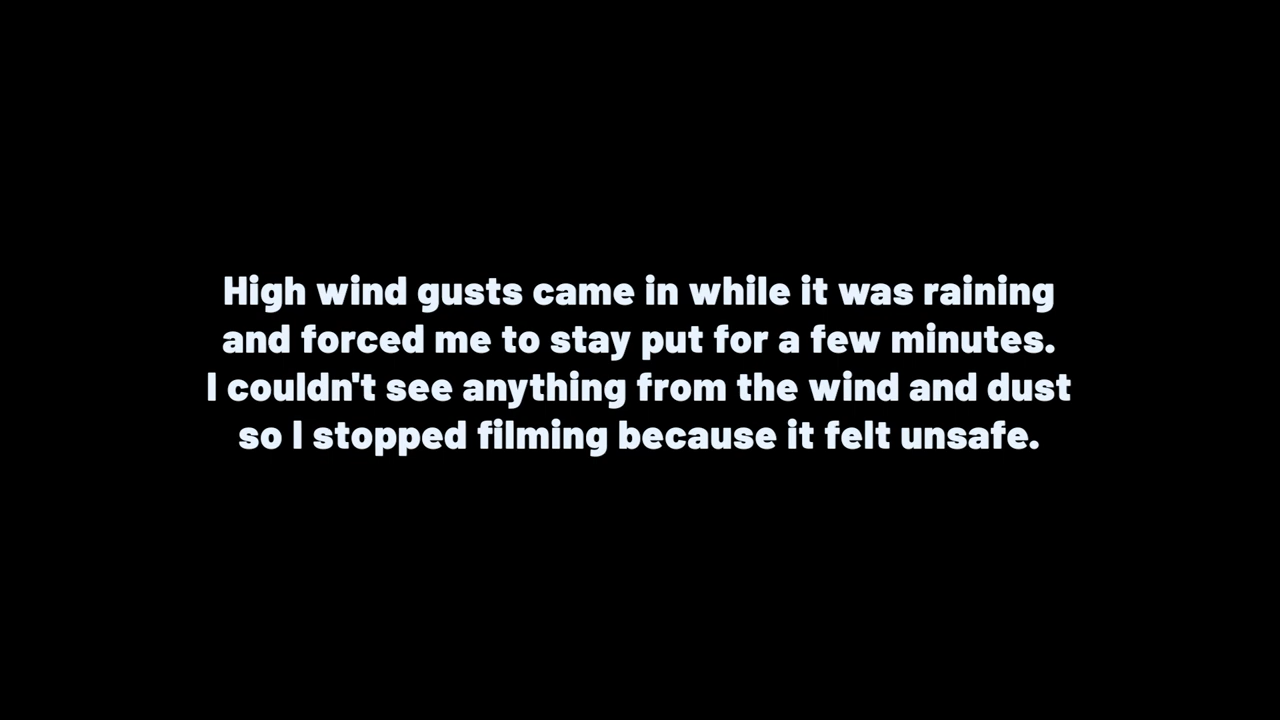 High wind gusts came in while it was raining
and forced me to stay put for a few minutes.
I couldn't see anything from the wind and dust
so I stopped filming because it felt unsafe.